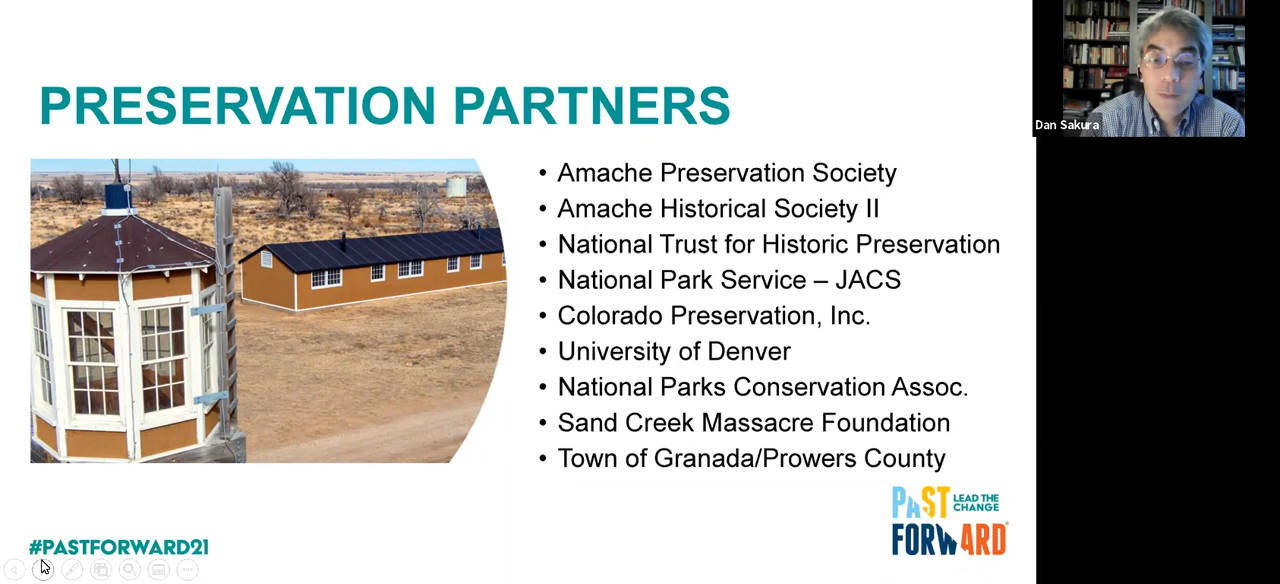 PRESERVATION PARTNERS
• Amache Preservation Society
• Amache Historical Society II
• National Trust for Historic Preservation
• National Park Service – JACS
• Colorado Preservation, Inc.
• University of Denver
• National Parks Conservation Assoc.
• Sand Creek Massacre Foundation
• Town of Granada/Prowers County
PAST LEAD THE
CHANGE
FORWARD®
#PASTFORWARD21
Dan Sakura